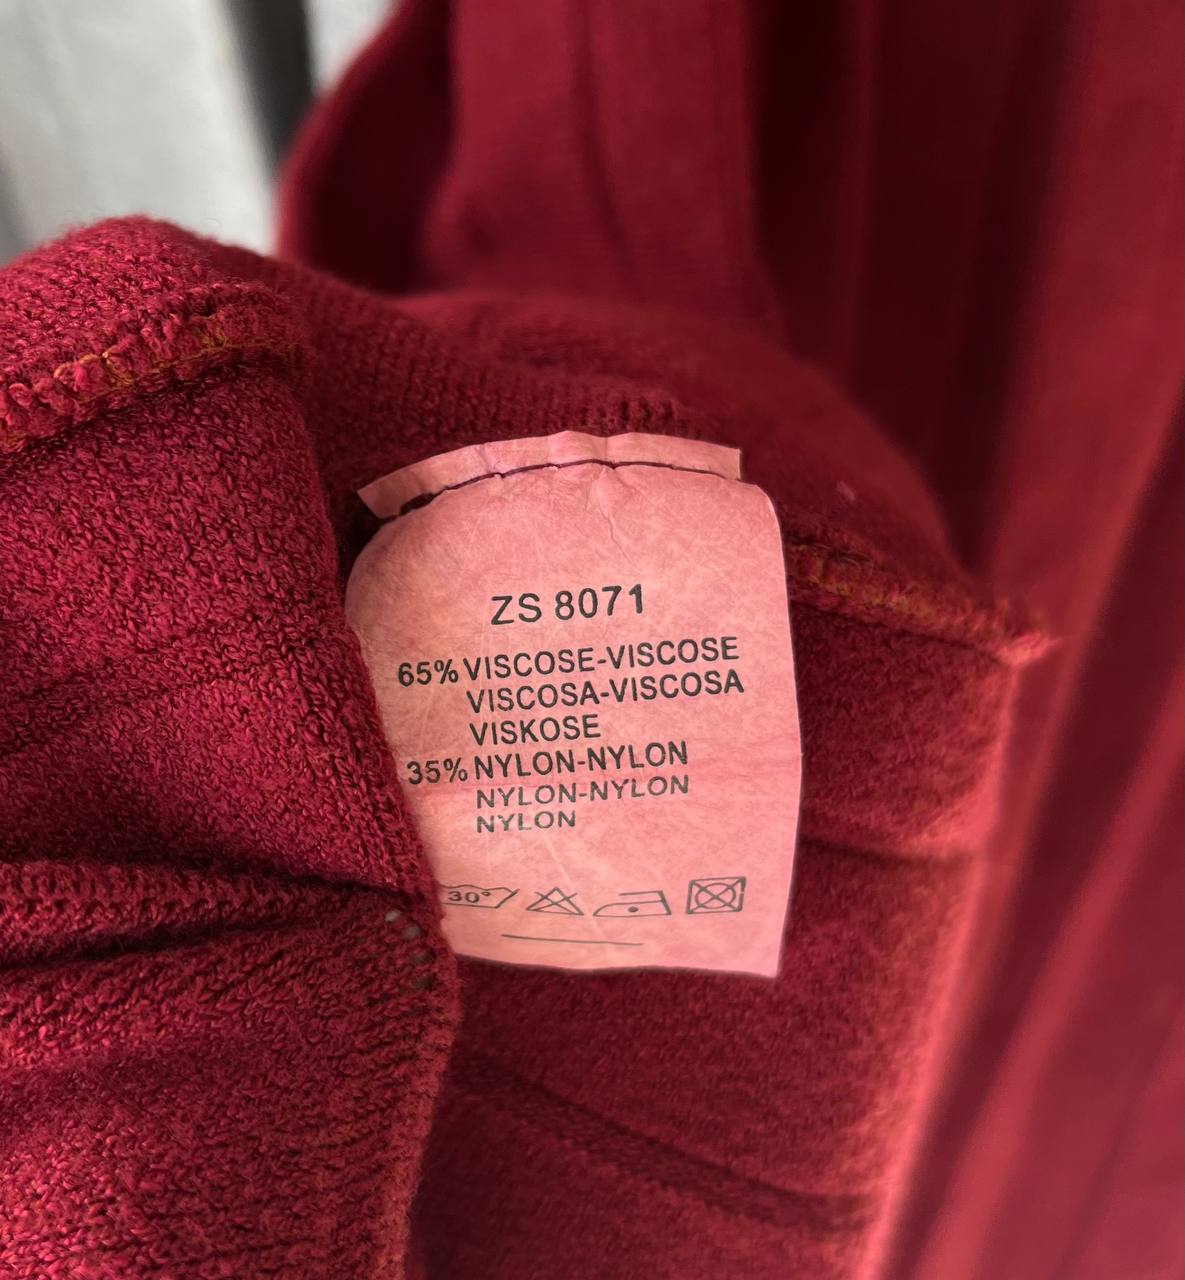 ZS 8071
65% VISCOSE-VISCOSE
VISCOSA-VISCOSA
VISKOSE
35% NYLON-NYLON
NYLON-NYLON
NYLON
30°